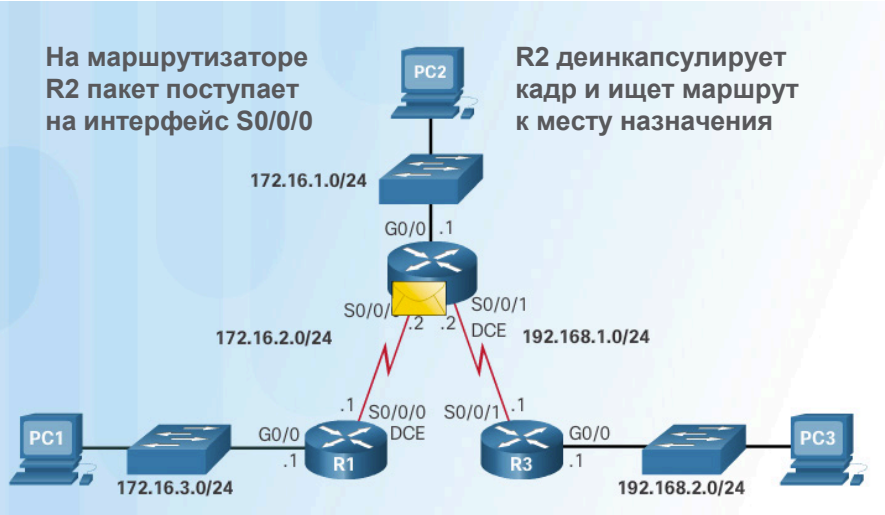 На маршрутизаторе
R2 пакет поступает
на интерфейс S0/0/0
R2 деинкапсулирует
кадр и ищет маршрут
к месту назначения
PC2
172.16.1.0/24
G0/0 .1
S0/0/
S0/0/1
.2 .2 DCE
172.16.2.0/24
192.168.1.0/24
.1 .1
S0/0/0 S0/0/1
DCE
PC1
G0/0
.1
R1
R3
G0/0
.1
PC3
172.16.3.0/24
192.168.2.0/24